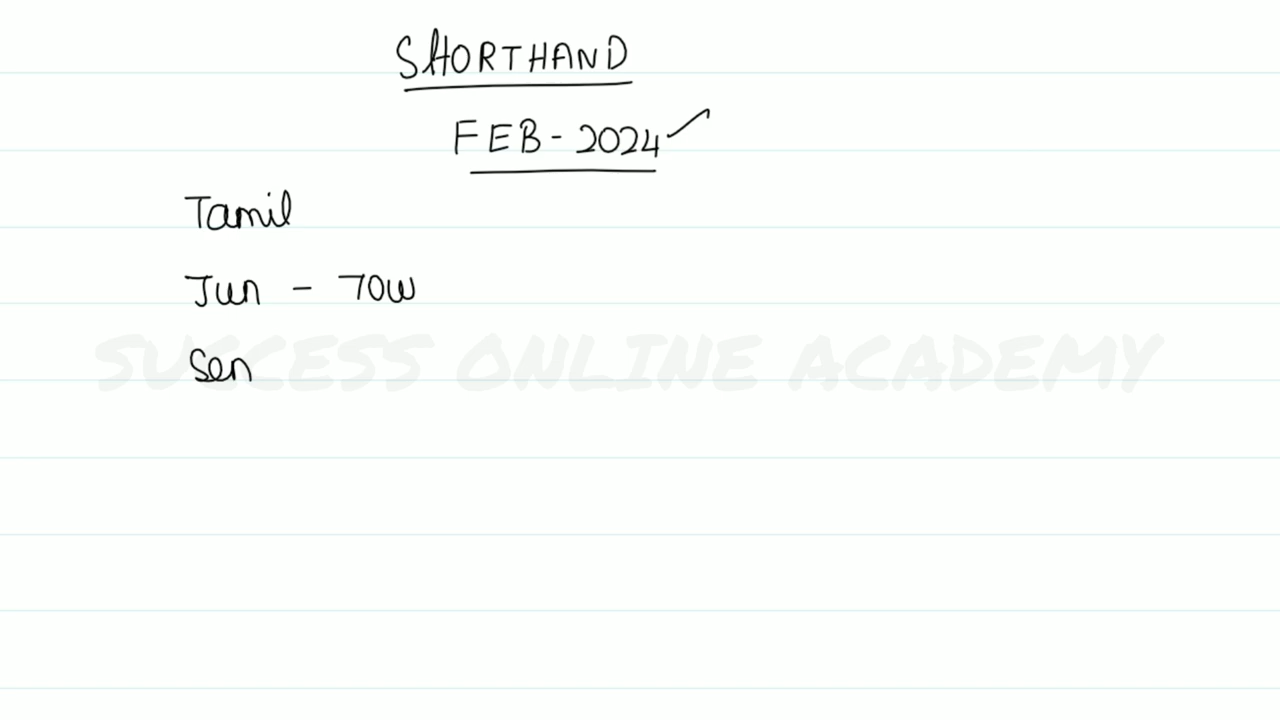 SHORTHAND
FEB - 2024
Tamil
Jun - 70W
SUCCESS ONLINE ACADEMY
Sen